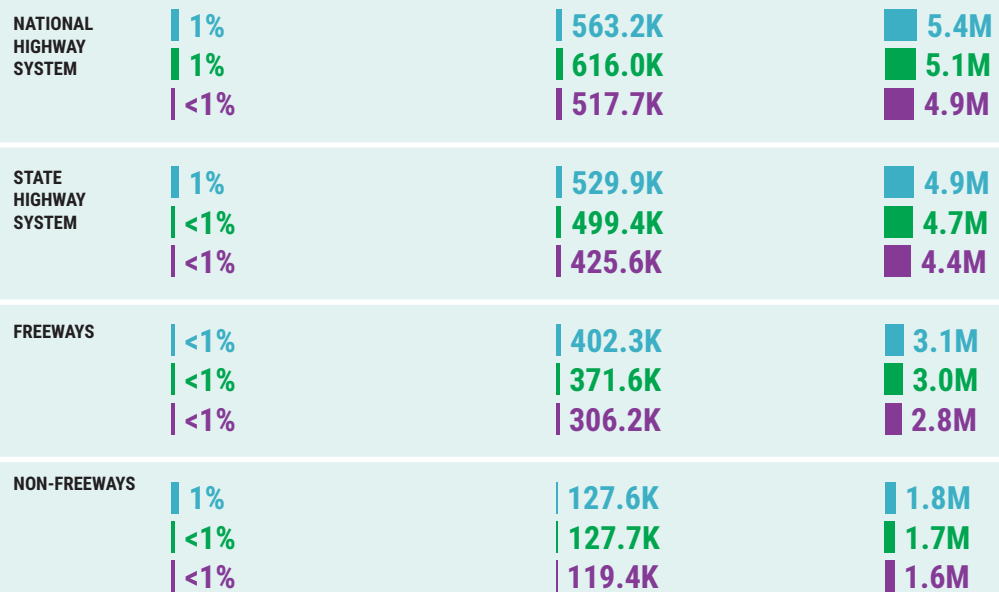 NATIONAL
HIGHWAY
SYSTEM
1% 563.2K 5.4M
1% 616.0K 5.1M
<1% 517.7K 4.9M
STATE
HIGHWAY
SYSTEM
1% 529.9K 4.9M
<1% 499.4K 4.7M
<1% 425.6K 4.4M
FREEWAYS
<1% 402.3K 3.1M
<1% 371.6K 3.0M
<1% 306.2K 2.8M
NON-FREEWAYS
1% 127.6K 1.8M
<1% 127.7K 1.7M
<1% 119.4K 1.6M